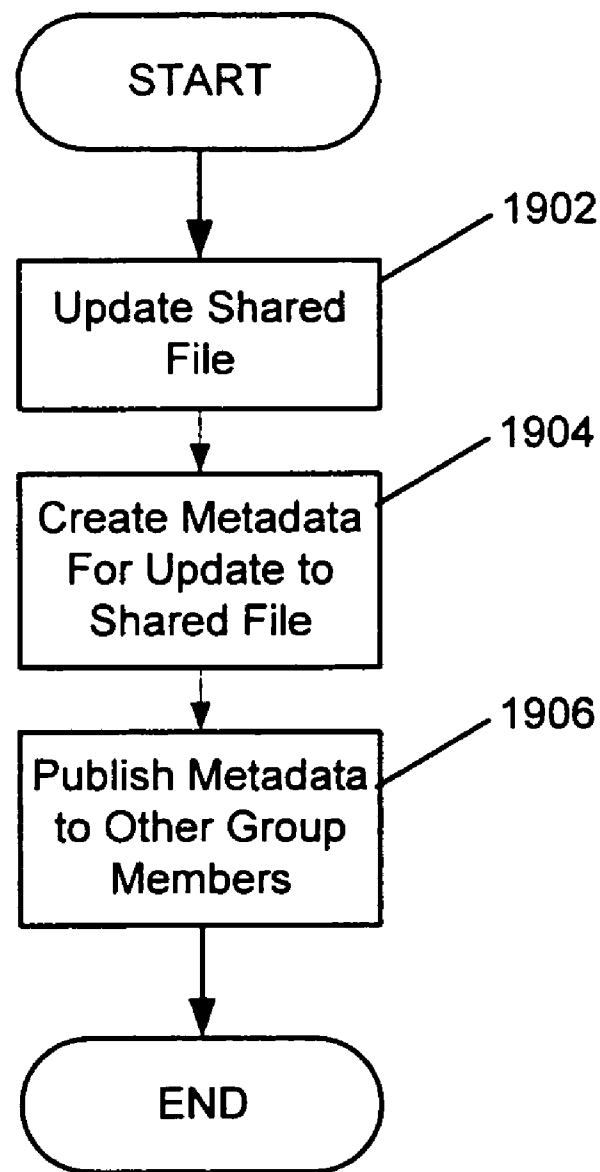 START
1902
Update Shared
File
1904
Create Metadata
For Update to
Shared File
1906
Publish Metadata
to Other Group
Members
END